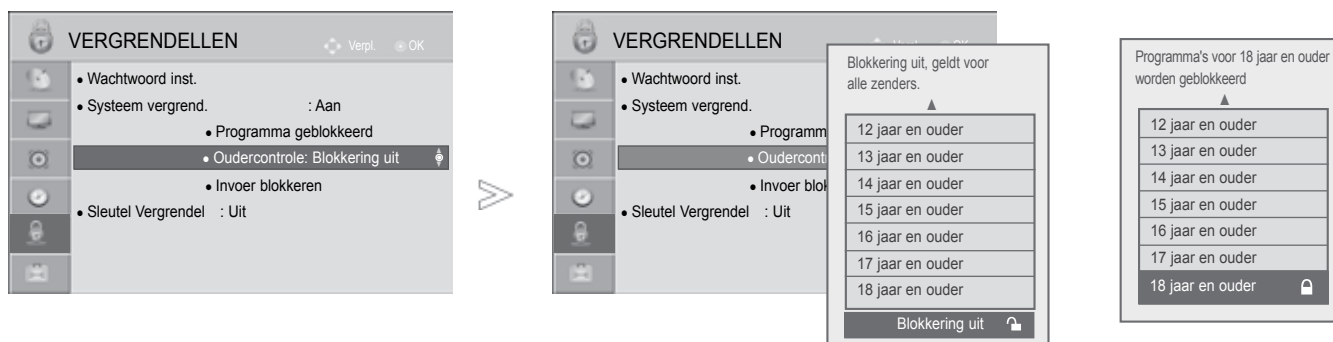 VERGRENDELLEN
Verpl. OK
• Wachtwoord inst.
• Systeem vergrend. : Aan
• Programma geblokkeerd
• Oudercontrole: Blokkering uit
• Invoer blokkeren
• Sleutel Vergrendel : Uit
VERGRENDELLEN
• Wachtwoord inst.
• Systeem vergrend.
• Programm
• Oudercont
• Invoer blok
• Sleutel Vergrendel : Uit
Blokkering uit, geldt voor
alle zenders.
12 jaar en ouder
13 jaar en ouder
14 jaar en ouder
15 jaar en ouder
16 jaar en ouder
17 jaar en ouder
18 jaar en ouder
Blokkering uit
Programma's voor 18 jaar en ouder
worden geblokkeerd
12 jaar en ouder
13 jaar en ouder
14 jaar en ouder
15 jaar en ouder
16 jaar en ouder
17 jaar en ouder
18 jaar en ouder